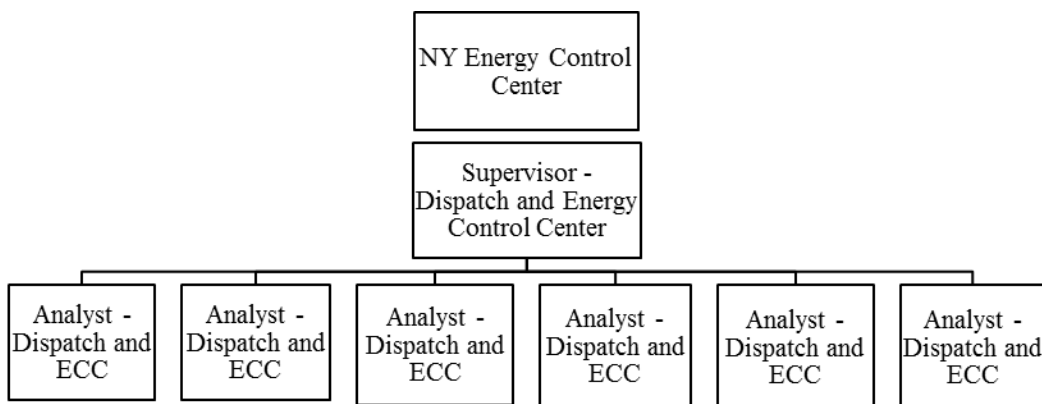 NY Energy Control
Center
Supervisor -
Dispatch and Energy
Control Center
Analyst -
Dispatch and
ECC
Analyst -
Dispatch and
ECC
Analyst -
Dispatch and
ECC
Analyst -
Dispatch and
ECC
Analyst -
Dispatch and
ECC
Analyst -
Dispatch and
ECC